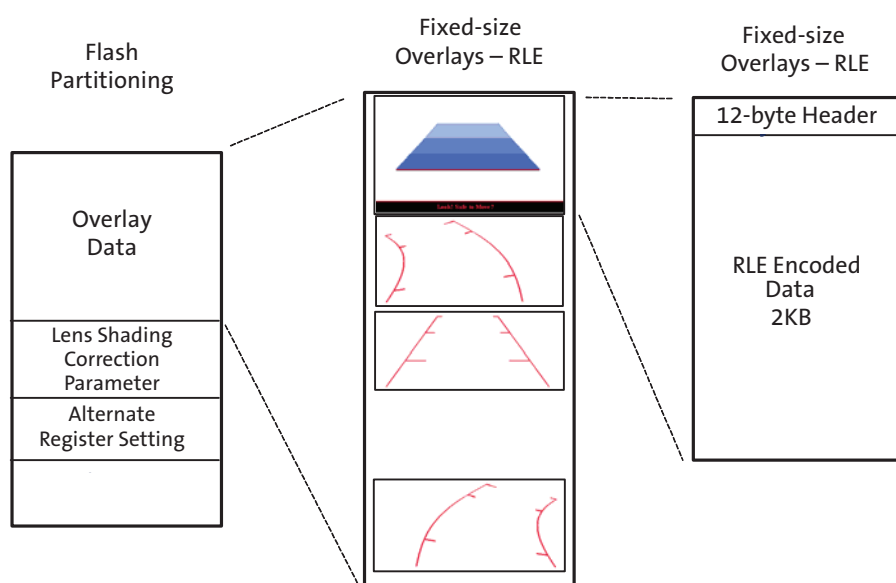 Flash
Partitioning
Overlay
Data
Lens Shading
Correction
Parameter
Alternate
Register Setting
Fixed-size
Overlays – RLE
Fixed-size
Overlays – RLE
12-byte Header
RLE Encoded
Data
2KB